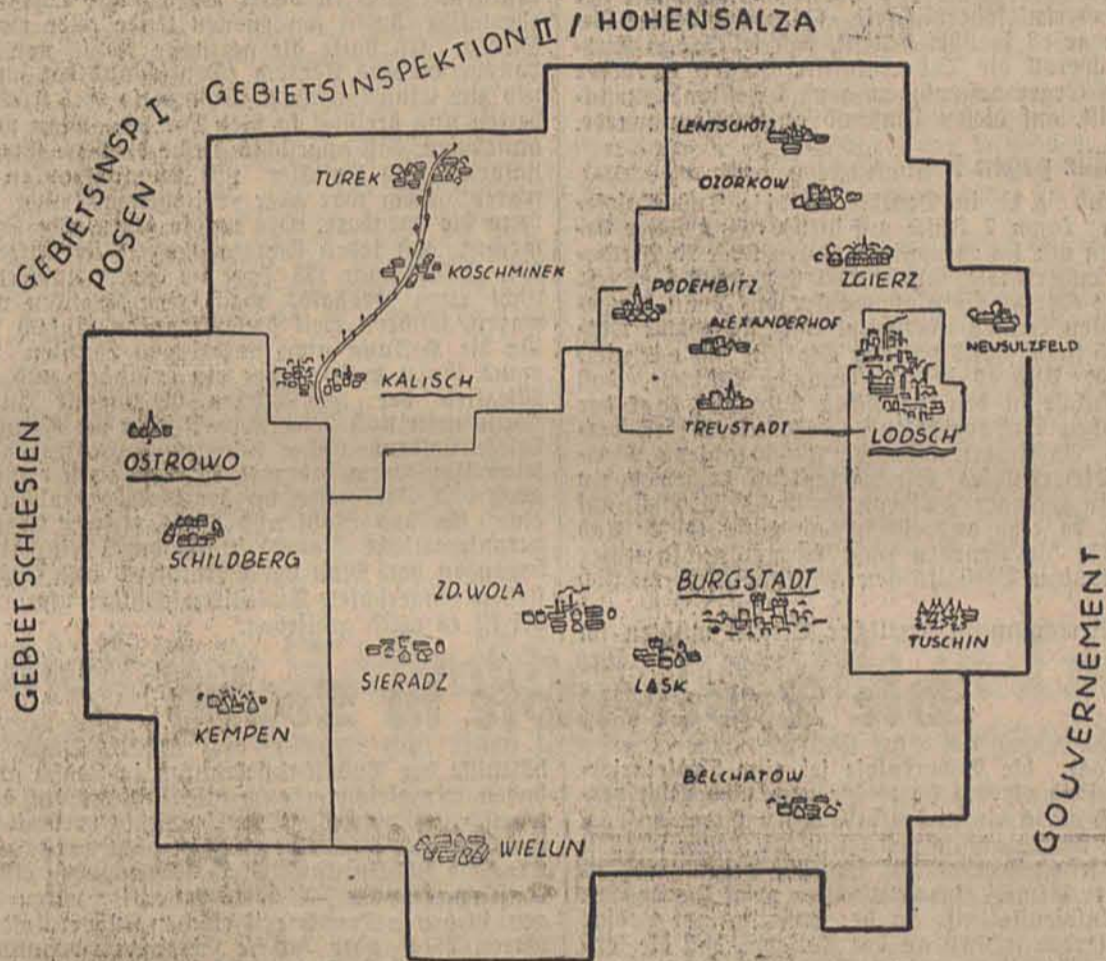 GEBIETSINSPEKTION II / HOHENSALZA
GEBIETSINSP I
POSEN
LENTSCHÖTZ
TUREK
OZORKOW
KOSCHMINEK
ZGIERZ
PODEMBITZ
ALEXANDERHOF
NEUSULZFELD
KALISCH
TREUSTADT
LODSCH
OSTROWO
GEBIET SCHLESIEN
SCHILDBERG
ZD. WOLA
BURGSTADT
TUSCHIN
SIERADZ
LASK
KEMPEN
GOUVERNEMENT
BELCHATOW
WIELUN